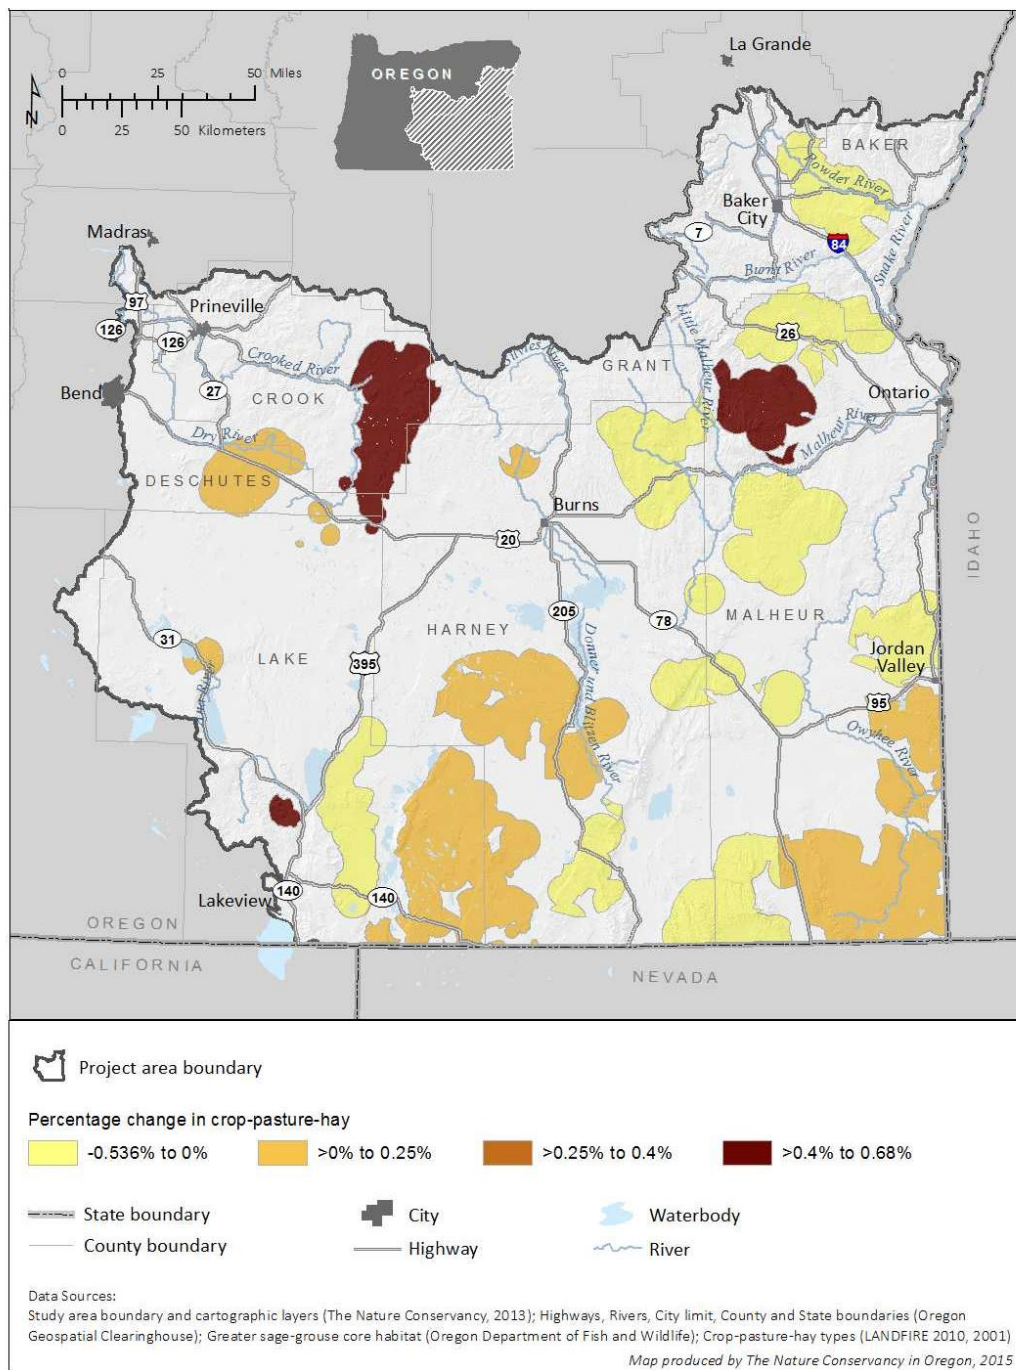 La Grande
0 25 50 Miles
0 25 50 Kilometers
N
OREGON
BAKER
Powder River
Baker
City
7
84
Snake River
Burnt River
Madras
97
Prineville
126
126
26
Little Malheur River
Silvies River
GRANT
Crooked River
Bend
27
CROOK
Ontario
Malheur River
Dry River
DESCHUTES
Burns
20
IDAHO
205
78
MALHEUR
HARNEY
31
LAKE
395
Donner und Blitzen River
Jordan
Valley
95
Owyhee River
River
Lakeview
140
140
OREGON
CALIFORNIA
NEVADA
Project area boundary
Percentage change in crop-pasture-hay
-0.536% to 0% >0% to 0.25% >0.25% to 0.4% >0.4% to 0.68%
State boundary City Waterbody
County boundary Highway River
Data Sources:
Study area boundary and cartographic layers (The Nature Conservancy, 2013); Highways, Rivers, City limit, County and State boundaries (Oregon
Geospatial Clearinghouse); Greater sage-grouse core habitat (Oregon Department of Fish and Wildlife); Crop-pasture-hay types (LANDFIRE 2010, 2001)
Map produced by The Nature Conservancy in Oregon, 2015